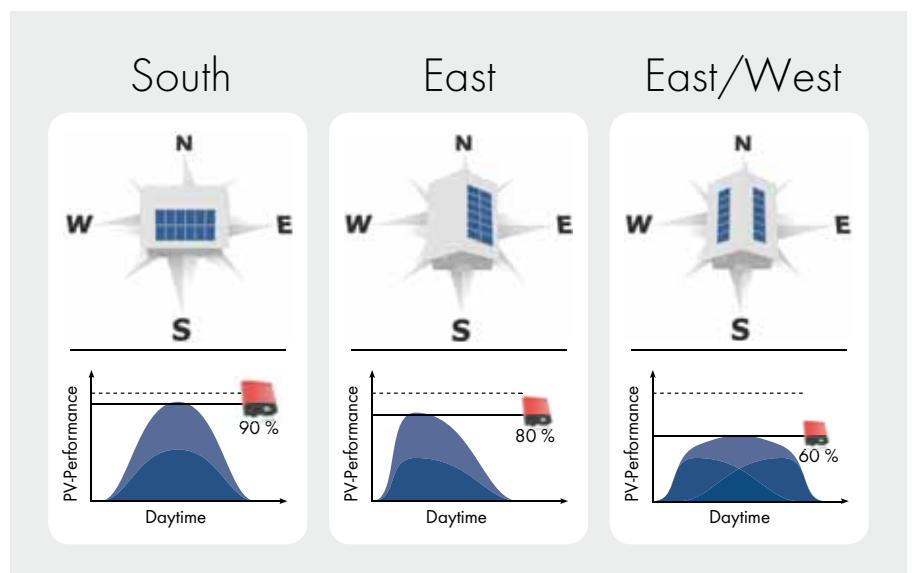 South
East
East/West
N
W
E
S
N
W
E
S
N
W
E
S
PV-Performance
90 %
Daytime
PV-Performance
80 %
Daytime
PV-Performance
60 %
Daytime